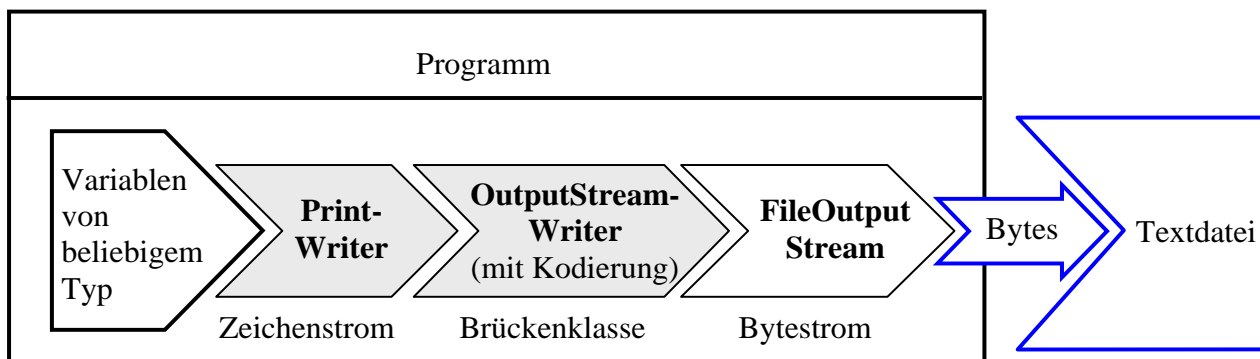 Programm
Variablen
von
beliebigem
Typ
Print-
Writer
OutputStream-
Writer
(mit Kodierung)
FileOutput
Stream
Bytes
Textdatei
Zeichenstrom
Brückenklasse
Bytestrom